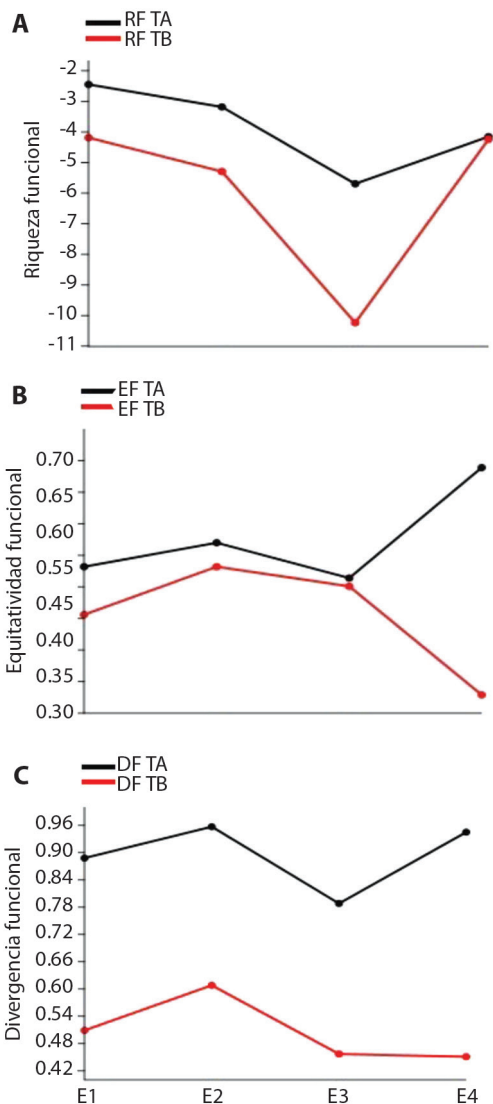 A
RF TA
RF TB
Riqueza funcional
-2
-3
-4
-5
-6
-7
-8
-9
-10
-11
B
EF TA
EF TB
Equitatividad funcional
0.70
0.65
0.60
0.55
0.45
0.40
0.35
0.30
C
DF TA
DF TB
Divergencia funcional
0.96
0.90
0.84
0.78
0.72
0.66
0.60
0.54
0.48
0.42
E1 E2 E3 E4